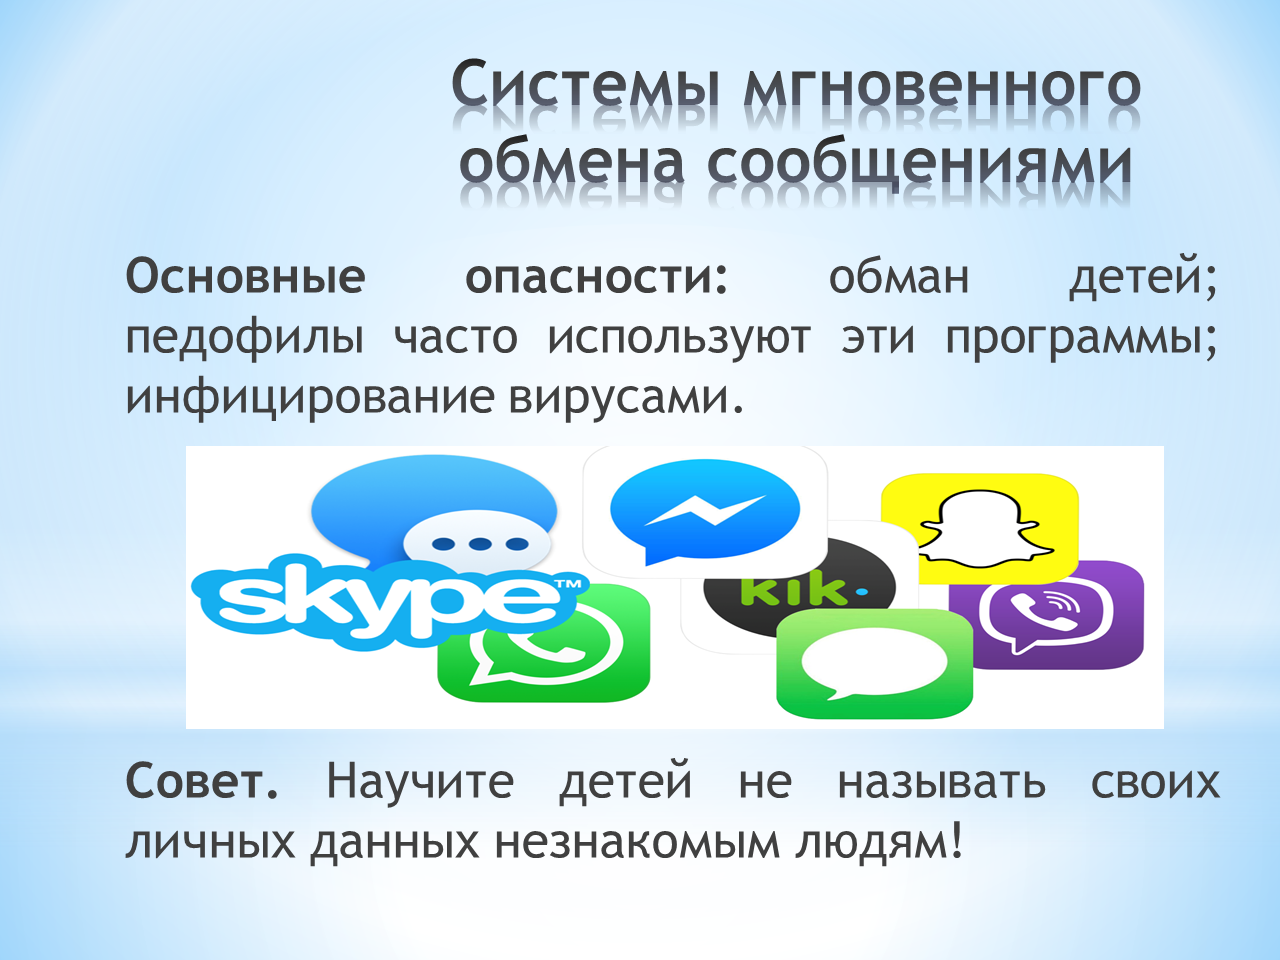 Системы мгновенного
обмена сообщениями
Основные опасности: обман детей;
педофилы часто используют эти программы;
инфицирование вирусами.
skype™
kik.
Совет. Научите детей не называть своих
личных данных незнакомым людям!